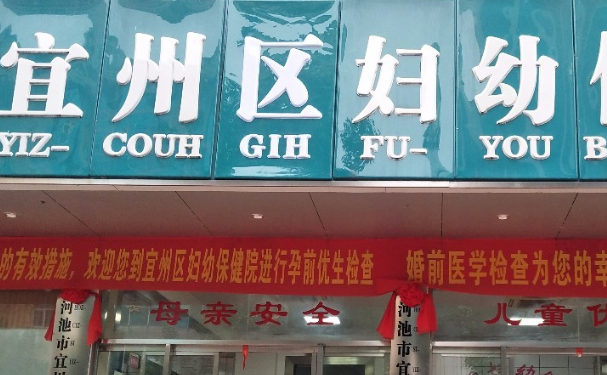 宜州区妇幼
YIZ- COUH GIH FU- YOU B
的有效措施，欢迎您到宜州区妇幼保健院进行孕前优生检查 婚前医学检查为您的幸
母亲安全 儿童优
河池市宜
河池市宜